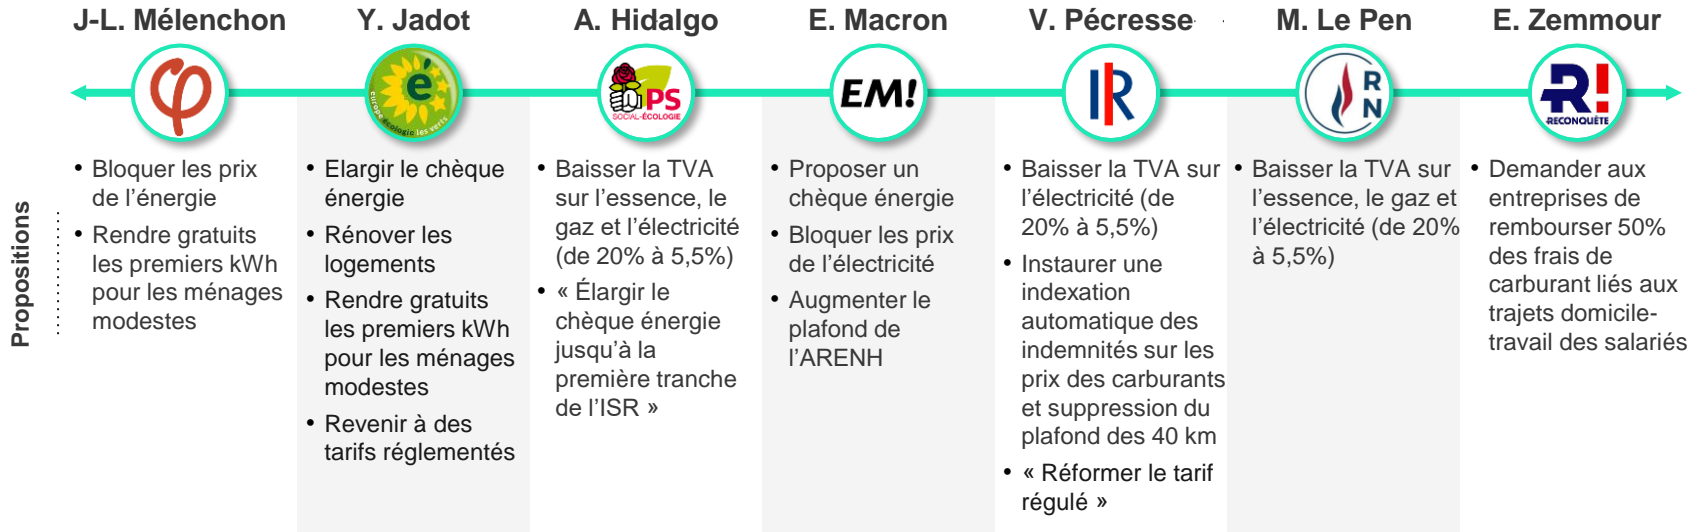 J-L. Mélenchon
Y. Jadot
A. Hidalgo
E. Macron
V. Pécresse
M. Le Pen
E. Zemmour
φ
é
europe écologie les verts
PS
SOCIAL-ÉCOLOGIE
EM!
R
R
N
R!
RECONQUÊTE
Propositions
• Bloquer les prix
de l'énergie
• Rendre gratuits
les premiers kWh
pour les ménages
modestes
• Elargir le chèque
énergie
• Rénover les
logements
• Rendre gratuits
les premiers kWh
pour les ménages
modestes
• Revenir à des
tarifs réglementés
• Baisser la TVA
sur l'essence, le
gaz et l'électricité
(de 20% à 5,5%)
• « Élargir le
chèque énergie
jusqu'à la
première tranche
de l'ISR »
• Proposer un
chèque énergie
• Bloquer les prix
de l'électricité
• Augmenter le
plafond de
l'ARENH
• Baisser la TVA sur
l'électricité (de
20% à 5,5%)
• Instaurer une
indexation
automatique des
indemnités sur les
prix des carburants
et suppression du
plafond des 40 km
• « Réformer le tarif
régulé »
• Baisser la TVA sur
l'essence, le gaz et
l'électricité (de 20%
à 5,5%)
• Demander aux
entreprises de
rembourser 50%
des frais de
carburant liés aux
trajets domicile-
travail des salariés